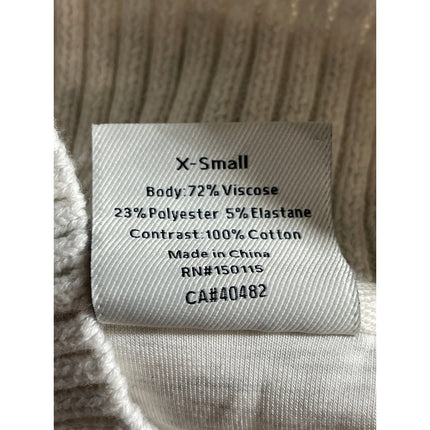 X-Small
Body:72% Viscose
23% Polyester 5% Elastane
Contrast:100% Cotton
Made in China
RN#150115
CA#40482